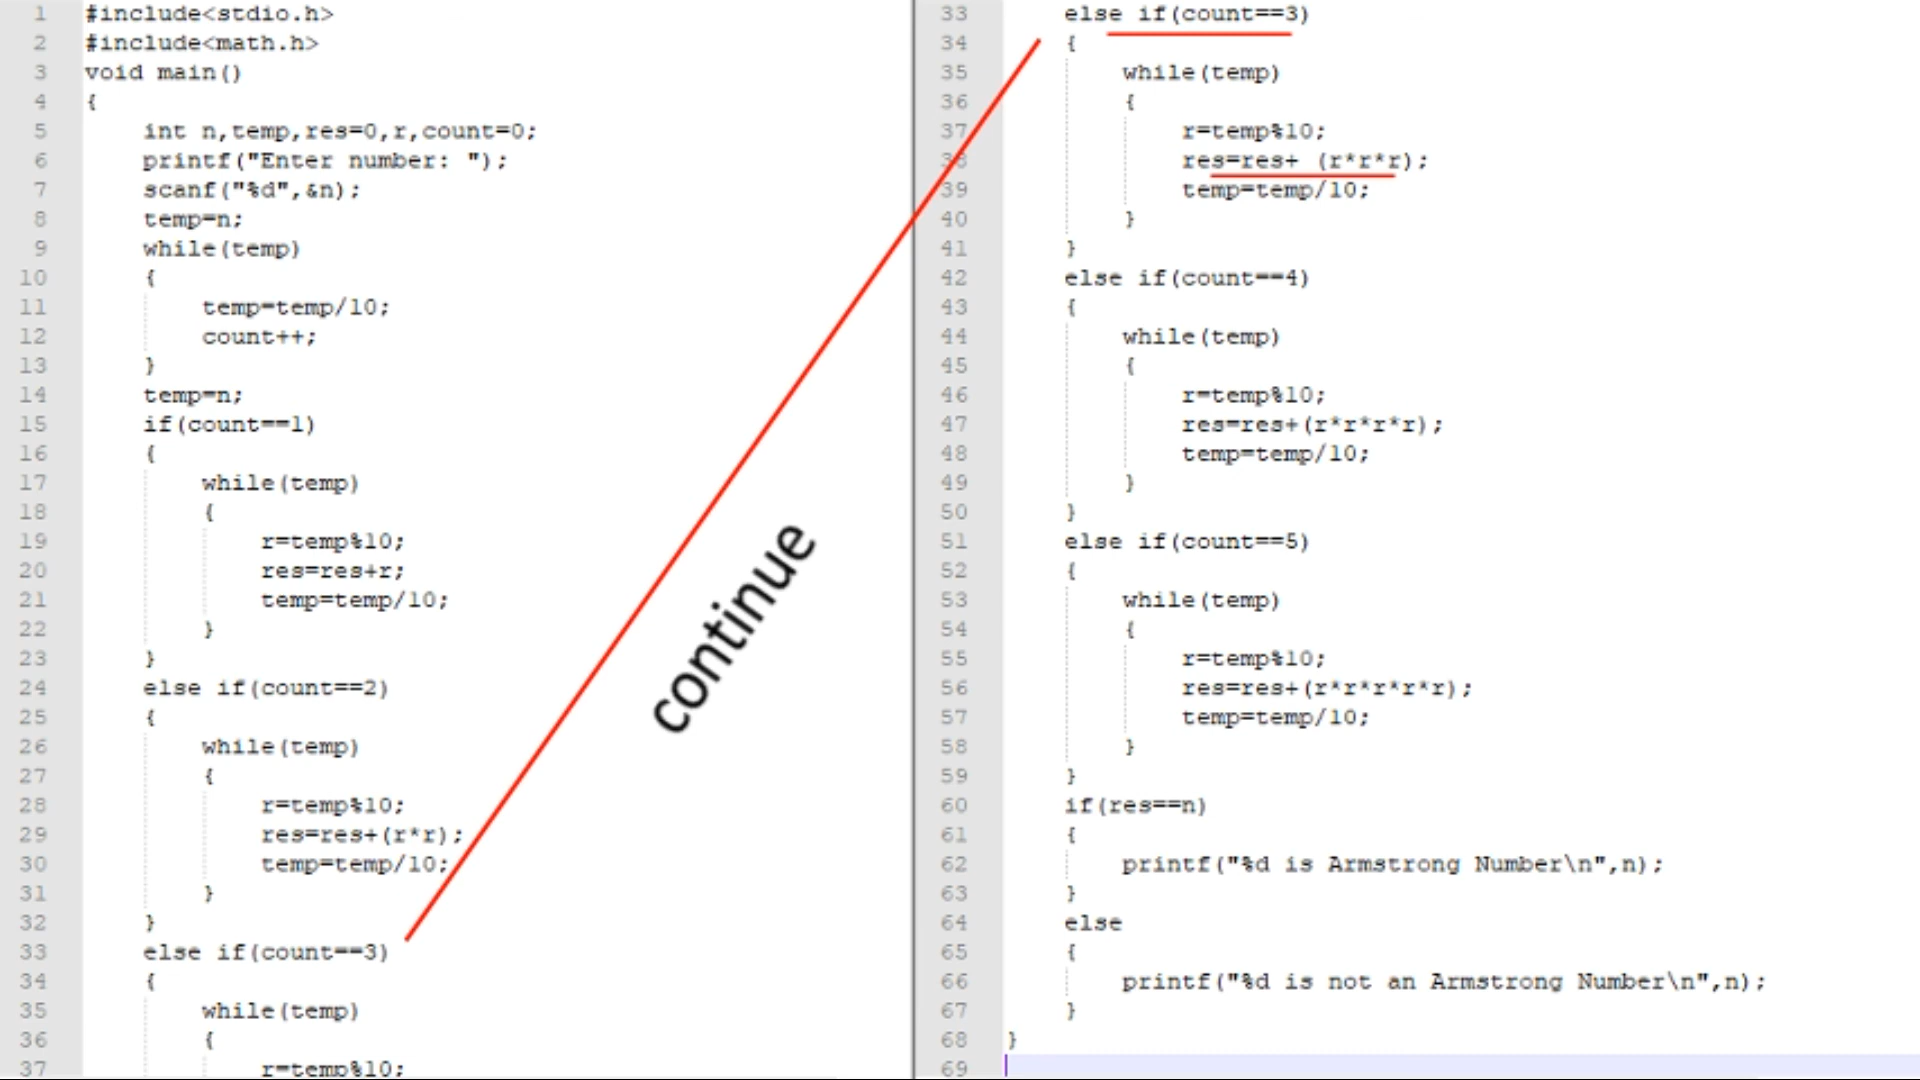 1 #include<stdio.h>
2 #include<math.h>
3 void main()
4 {
5 int n,temp,res=0,r,count=0;
6 printf("Enter number: ");
7 scanf("%d",&n);
8 temp=n;
9 while(temp)
10 {
11 temp=temp/10;
12 count++;
13 }
14 temp=n;
15 if(count==1)
16 {
17 while(temp)
18 {
19 r=temp%10;
20 res=res+r;
21 temp=temp/10;
22 }
23 }
24 else if(count==2)
25 {
26 while(temp)
27 {
28 r=temp%10;
29 res=res+(r*r);
30 temp=temp/10;
31 }
32 }
33 else if(count==3)
34 {
35 while(temp)
36 {
37 r=temp%10;
continue
33 else if(count==3)
34 {
35 while(temp)
36 {
37 r=temp%10;
38 res=res+ (r*r*r);
39 temp=temp/10;
40 }
41 }
42 else if(count==4)
43 {
44 while(temp)
45 {
46 r=temp%10;
47 res=res+(r*r*r*r);
48 temp=temp/10;
49 }
50 }
51 else if(count==5)
52 {
53 while(temp)
54 {
55 r=temp%10;
56 res=res+(r*r*r*r*r);
57 temp=temp/10;
58 }
59 }
60 if(res==n)
61 {
62 printf("%d is Armstrong Number\n",n);
63 }
64 else
65 {
66 printf("%d is not an Armstrong Number\n",n);
67 }
68 }
69